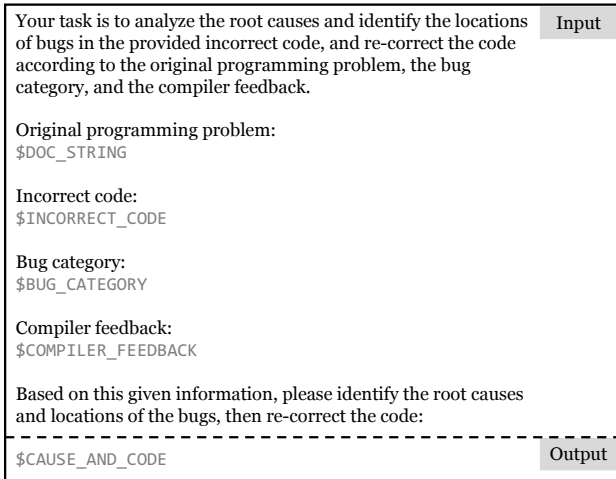 Your task is to analyze the root causes and identify the locations
Input
of bugs in the provided incorrect code, and re-correct the code
according to the original programming problem, the bug
category, and the compiler feedback.
Original programming problem:
$DOC_STRING
Incorrect code:
$INCORRECT_CODE
Bug category:
$BUG_CATEGORY
Compiler feedback:
$COMPILER_FEEDBACK
Based on this given information, please identify the root causes
and locations of the bugs, then re-correct the code:
$CAUSE_AND_CODE
Output